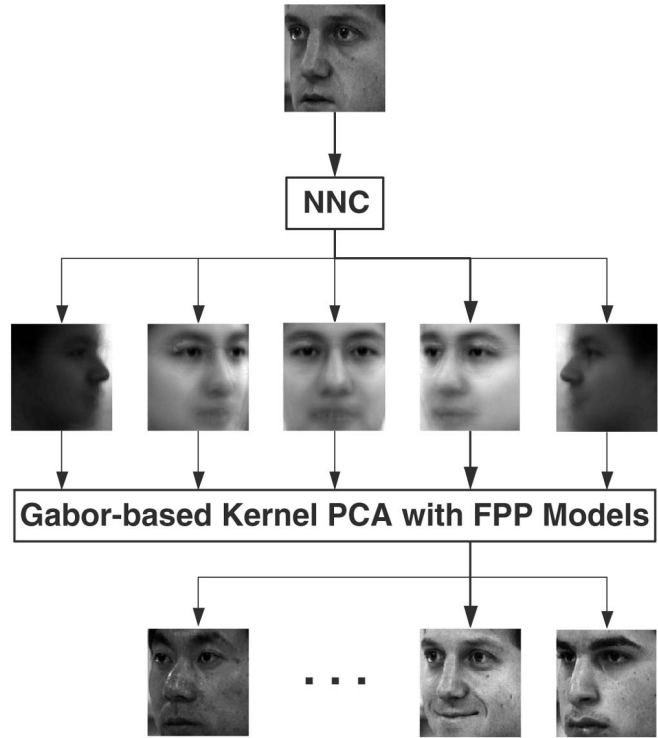 NNC
Gabor-based Kernel PCA with FPP Models
. . .